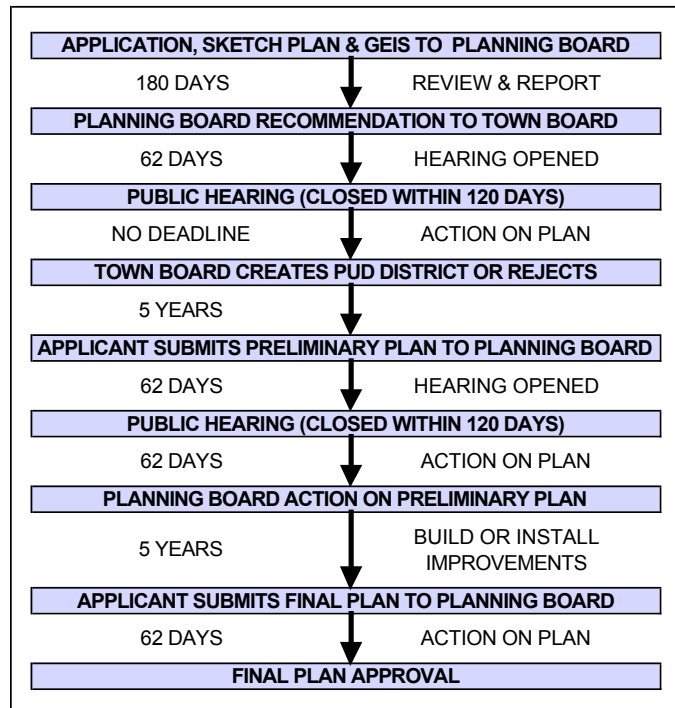 APPLICATION, SKETCH PLAN & GEIS TO PLANNING BOARD
180 DAYS REVIEW & REPORT
PLANNING BOARD RECOMMENDATION TO TOWN BOARD
62 DAYS HEARING OPENED
PUBLIC HEARING (CLOSED WITHIN 120 DAYS)
NO DEADLINE ACTION ON PLAN
TOWN BOARD CREATES PUD DISTRICT OR REJECTS
5 YEARS
APPLICANT SUBMITS PRELIMINARY PLAN TO PLANNING BOARD
62 DAYS HEARING OPENED
PUBLIC HEARING (CLOSED WITHIN 120 DAYS)
62 DAYS ACTION ON PLAN
PLANNING BOARD ACTION ON PRELIMINARY PLAN
5 YEARS BUILD OR INSTALL
IMPROVEMENTS
APPLICANT SUBMITS FINAL PLAN TO PLANNING BOARD
62 DAYS ACTION ON PLAN
FINAL PLAN APPROVAL